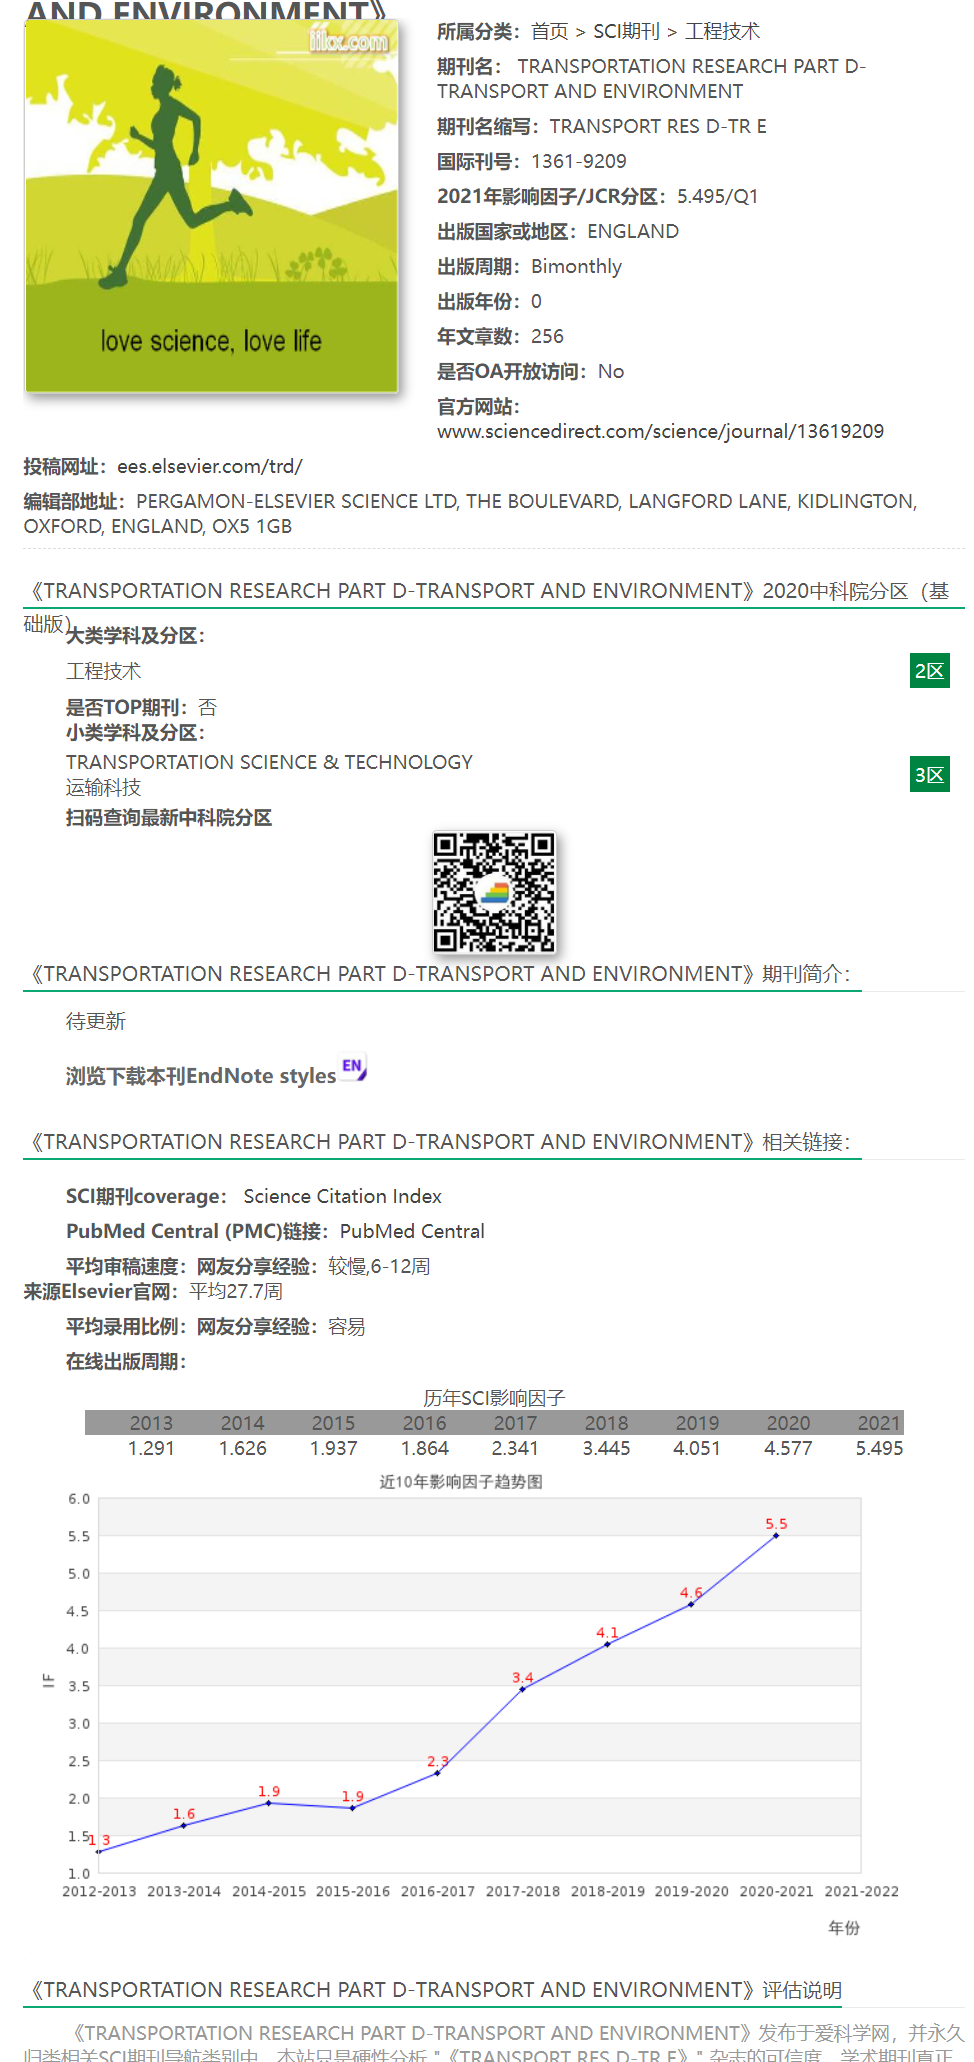 AND ENVIRONMENT》
iikx.com
love science, love life
所属分类：首页 > SCI期刊 > 工程技术
期刊名： TRANSPORTATION RESEARCH PART D-
TRANSPORT AND ENVIRONMENT
期刊名缩写：TRANSPORT RES D-TR E
国际刊号：1361-9209
2021年影响因子/JCR分区：5.495/Q1
出版国家或地区：ENGLAND
出版周期：Bimonthly
出版年份：0
年文章数：256
是否OA开放访问：No
官方网站：
www.sciencedirect.com/science/journal/13619209
投稿网址：ees.elsevier.com/trd/
编辑部地址：PERGAMON-ELSEVIER SCIENCE LTD, THE BOULEVARD, LANGFORD LANE, KIDLINGTON,
OXFORD, ENGLAND, OX5 1GB
《TRANSPORTATION RESEARCH PART D-TRANSPORT AND ENVIRONMENT》2020中科院分区（基
础版）
大类学科及分区：
工程技术 2区
是否TOP期刊：否
小类学科及分区：
TRANSPORTATION SCIENCE & TECHNOLOGY
运输科技 3区
扫码查询最新中科院分区
《TRANSPORTATION RESEARCH PART D-TRANSPORT AND ENVIRONMENT》期刊简介：
待更新
浏览下载本刊EndNote styles EN
《TRANSPORTATION RESEARCH PART D-TRANSPORT AND ENVIRONMENT》相关链接：
SCI期刊coverage： Science Citation Index
PubMed Central (PMC)链接：PubMed Central
平均审稿速度：网友分享经验：较慢,6-12周
来源Elsevier官网：平均27.7周
平均录用比例：网友分享经验：容易
在线出版周期：
历年SCI影响因子
2013 2014 2015 2016 2017 2018 2019 2020 2021
1.291 1.626 1.937 1.864 2.341 3.445 4.051 4.577 5.495
近10年影响因子趋势图
6.0
5.5
5.0
4.5
4.0
3.5
3.0
2.5
2.0
1.5
1.0
IF
1.3 1.6 1.9 1.9 2.3 3.4 4.1 4.6 5.5
2012-2013 2013-2014 2014-2015 2015-2016 2016-2017 2017-2018 2018-2019 2019-2020 2020-2021 2021-2022
年份
《TRANSPORTATION RESEARCH PART D-TRANSPORT AND ENVIRONMENT》评估说明
《TRANSPORTATION RESEARCH PART D-TRANSPORT AND ENVIRONMENT》发布于爱科学网，并永久
归类相关SCI期刊导航类别中，本站只是硬性分析 "《TRANSPORT RES D-TR E》" 杂志的可信度。学术期刊真正